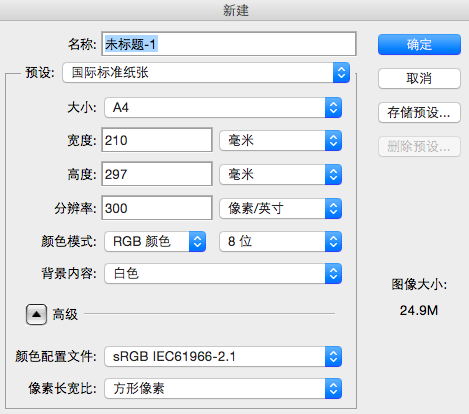 新建
名称: 未标题-1
确定
预设: 国际标准纸张
取消
大小: A4
存储预设...
宽度: 210 毫米
删除预设...
高度: 297 毫米
分辨率: 300 像素/英寸
颜色模式: RGB 颜色 8 位
背景内容: 白色
图像大小:
24.9M
高级
颜色配置文件: sRGB IEC61966-2.1
像素长宽比: 方形像素